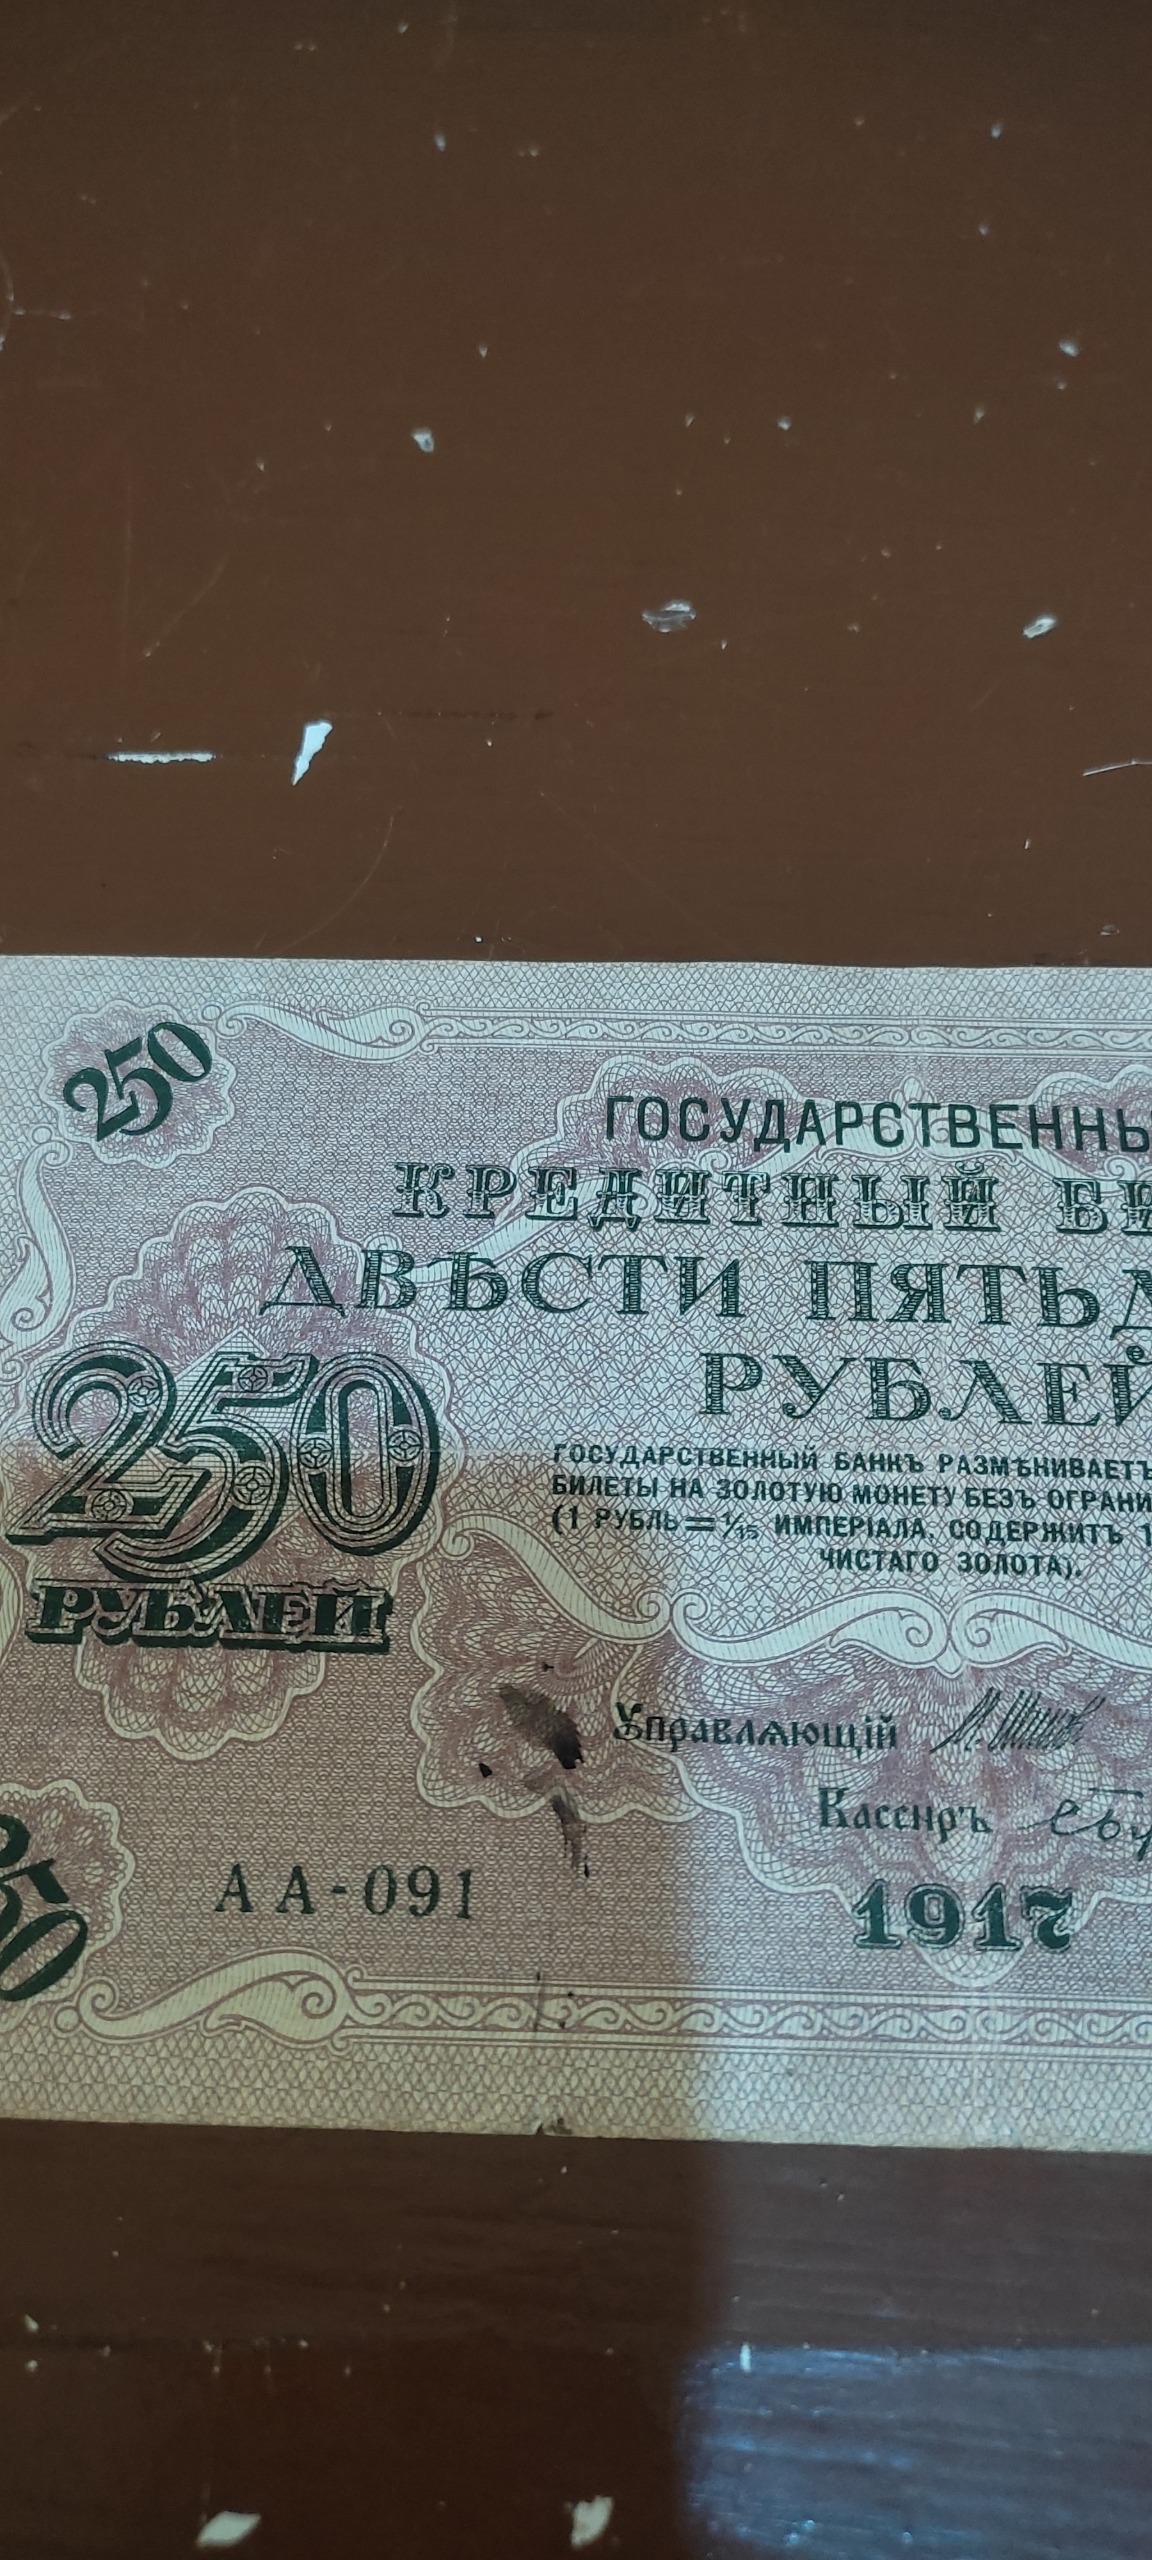 250
ГОСУДАРСТВЕННЫ
КРЕДИТНЫЙ
ДВѢСТИ ПЯТЬД
РУБЛЕЙ
250
РУБЛЕЙ
ГОСУДАРСТВЕННЫЙ БАНКЪ РАЗМѢНИВАЕТЪ
БИЛЕТЫ НА ЗОЛОТУЮ МОНЕТУ БЕЗЪ ОГРАНИ
(1 РУБЛЬ = 1/15 ИМПЕРІАЛА, СОДЕРЖИТЪ 1
ЧИСТАГО ЗОЛОТА).
Управляющій
Кассиръ
АА-091
1917
250